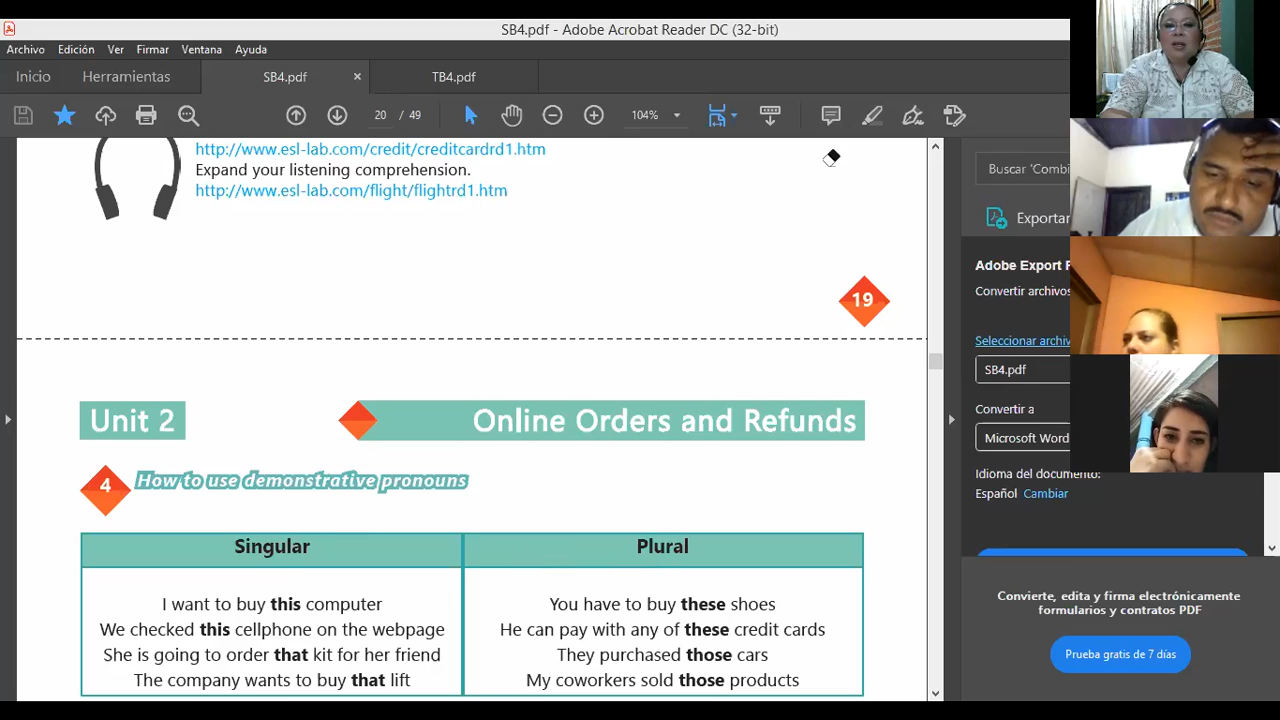 SB4.pdf - Adobe Acrobat Reader DC (32-bit)
Archivo Edición Ver Firmar Ventana Ayuda
Inicio Herramientas SB4.pdf × TB4.pdf
20 / 49 104%
http://www.esl-lab.com/credit/creditcardrd1.htm
Expand your listening comprehension.
http://www.esl-lab.com/flight/flightrd1.htm
19
Unit 2 Online Orders and Refunds
4 How to use demonstrative pronouns
Singular Plural
I want to buy this computer You have to buy these shoes
We checked this cellphone on the webpage He can pay with any of these credit cards
She is going to order that kit for her friend They purchased those cars
The company wants to buy that lift My coworkers sold those products
Buscar 'Combi
Exportar
Adobe Export
Convertir archivos
Seleccionar archiv
SB4.pdf
Convertir a
Microsoft Word
Idioma del documento:
Español Cambiar
Convierte, edita y firma electrónicamente
formularios y contratos PDF
Prueba gratis de 7 días